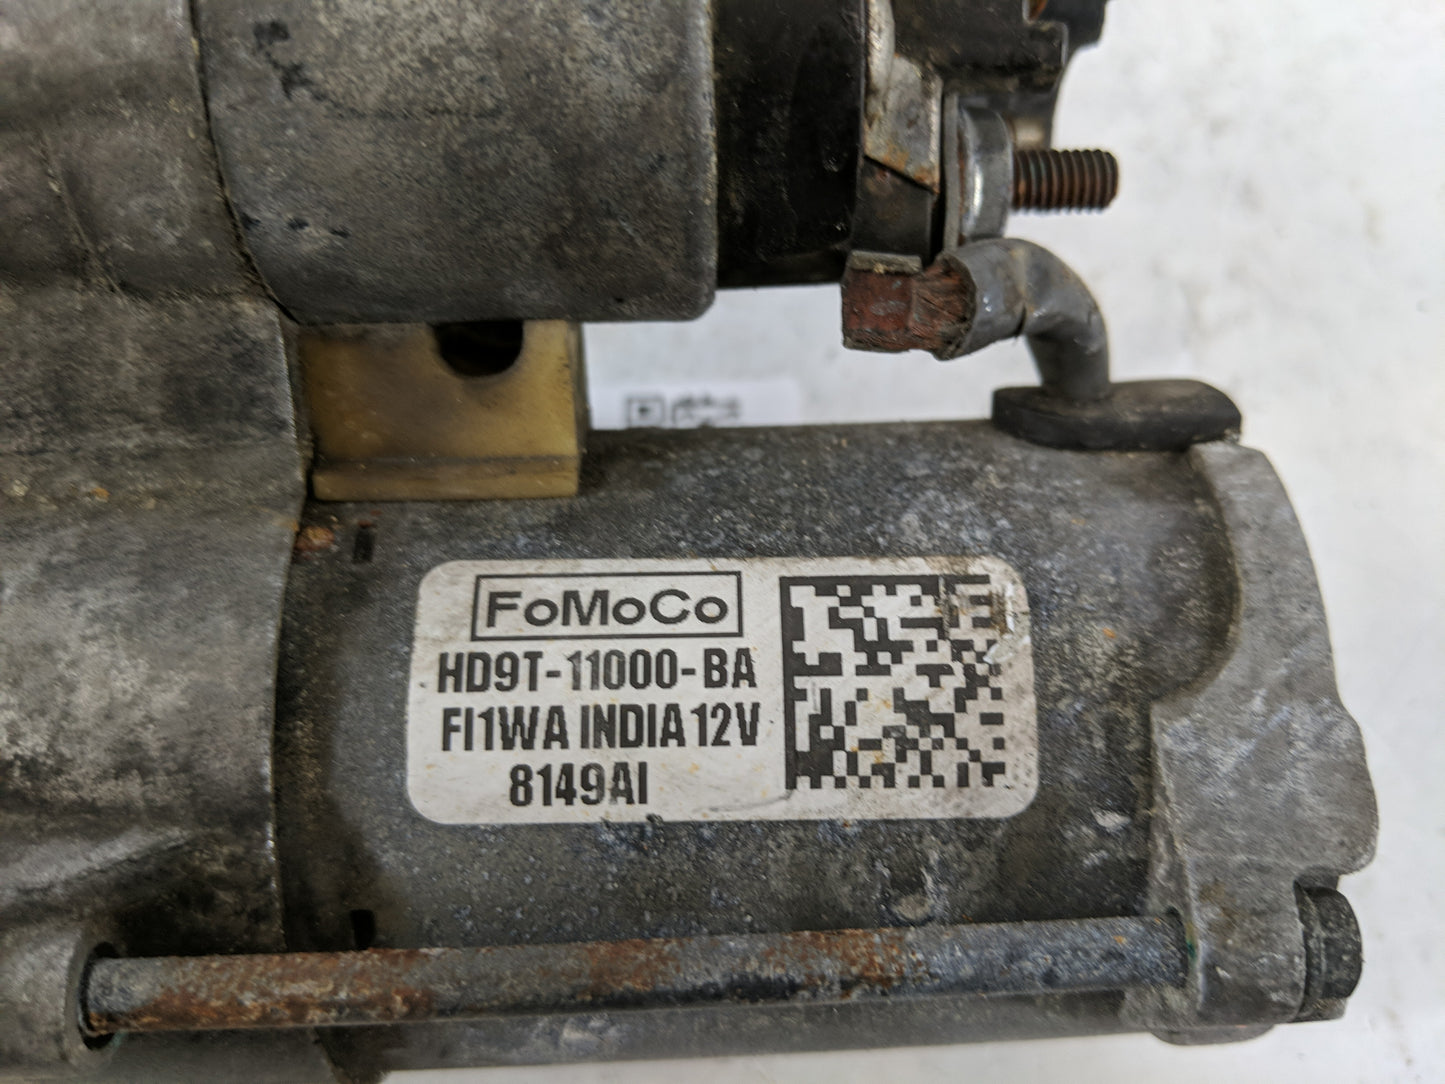 FoMoCo
HD9T-11000-BA
FI1WA INDIA 12V
8149AI